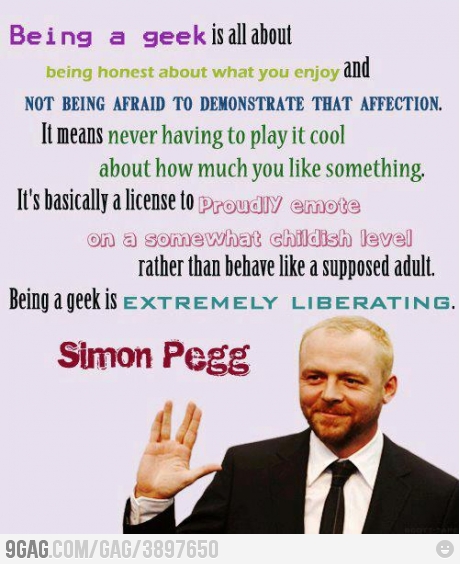 Being a geek is all about
being honest about what you enjoy and
NOT BEING AFRAID TO DEMONSTRATE THAT AFFECTION.
It means never having to play it cool
about how much you like something.
It's basically a license to Proudly emote
on a somewhat childish level
rather than behave like a supposed adult.
Being a geek is EXTREMELY LIBERATING.
Simon Pegg
9GAG.COM/GAG/3897650